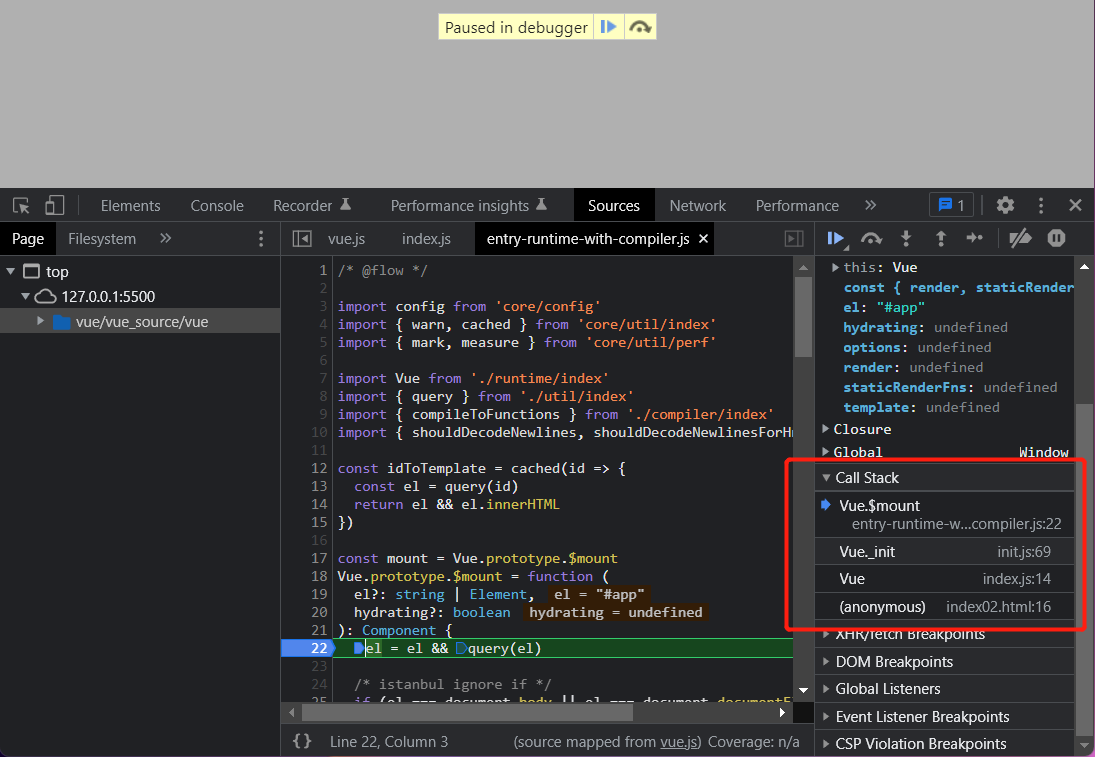 Paused in debugger
Elements Console Recorder Performance insights Sources Network Performance 1
Page Filesystem
vue.js index.js entry-runtime-with-compiler.js
top
127.0.0.1:5500
vue/vue_source/vue
1 /* @flow */
2
3 import config from 'core/config'
4 import { warn, cached } from 'core/util/index'
5 import { mark, measure } from 'core/util/perf'
6
7 import Vue from './runtime/index'
8 import { query } from './util/index'
9 import { compileToFunctions } from './compiler/index'
10 import { shouldDecodeNewlines, shouldDecodeNewlinesForH
11
12 const idToTemplate = cached(id => {
13 const el = query(id)
14 return el && el.innerHTML
15 })
16
17 const mount = Vue.prototype.$mount
18 Vue.prototype.$mount = function (
19 el?: string | Element, el = "#app"
20 hydrating?: boolean hydrating = undefined
21 ): Component {
22 el = el && query(el)
23
24 /* istanbul ignore if */
25 if (el === document.body || el === document.documentE
{} Line 22, Column 3 (source mapped from vue.js) Coverage: n/a
this: Vue
const { render, staticRender
el: "#app"
hydrating: undefined
options: undefined
render: undefined
staticRenderFns: undefined
template: undefined
Closure
Global Window
Call Stack
Vue.$mount
entry-runtime-w…compiler.js:22
Vue._init init.js:69
Vue index.js:14
(anonymous) index02.html:16
XHR/fetch Breakpoints
DOM Breakpoints
Global Listeners
Event Listener Breakpoints
CSP Violation Breakpoints